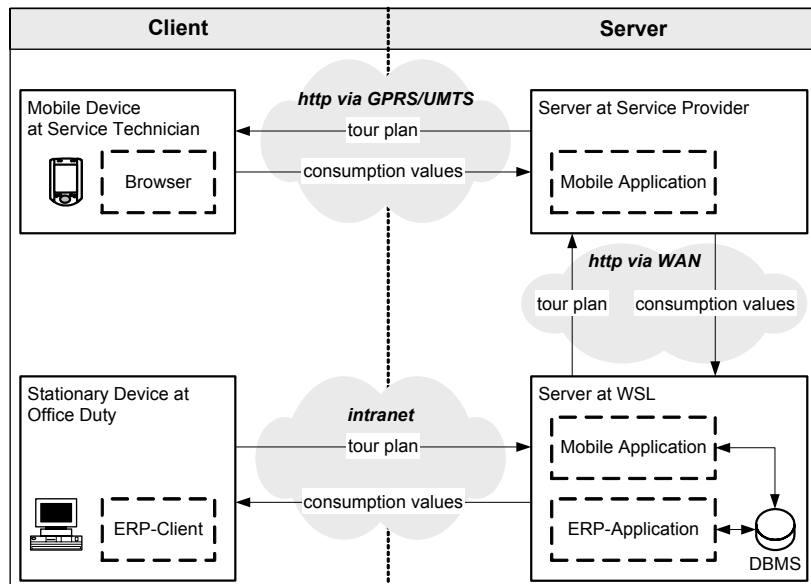 Client
Server
http via GPRS/UMTS
Mobile Device
at Service Technician
Browser
tour plan
consumption values
Server at Service Provider
Mobile Application
http via WAN
tour plan
consumption values
Stationary Device at
Office Duty
ERP-Client
intranet
tour plan
consumption values
Server at WSL
Mobile Application
ERP-Application
DBMS